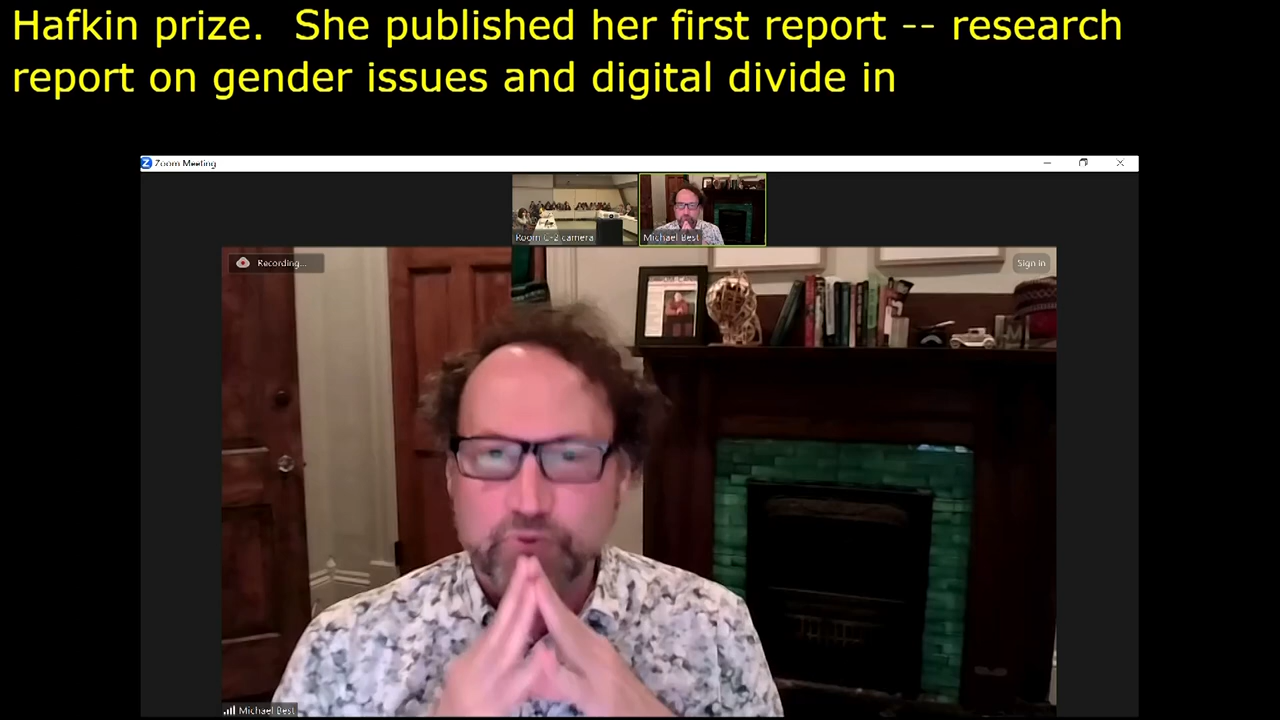 Hafkin prize.  She published her first report -- research
report on gender issues and digital divide in
Zoom Meeting
Room C-2 camera
Michael Best
Recording...
Sign in
Michael Best